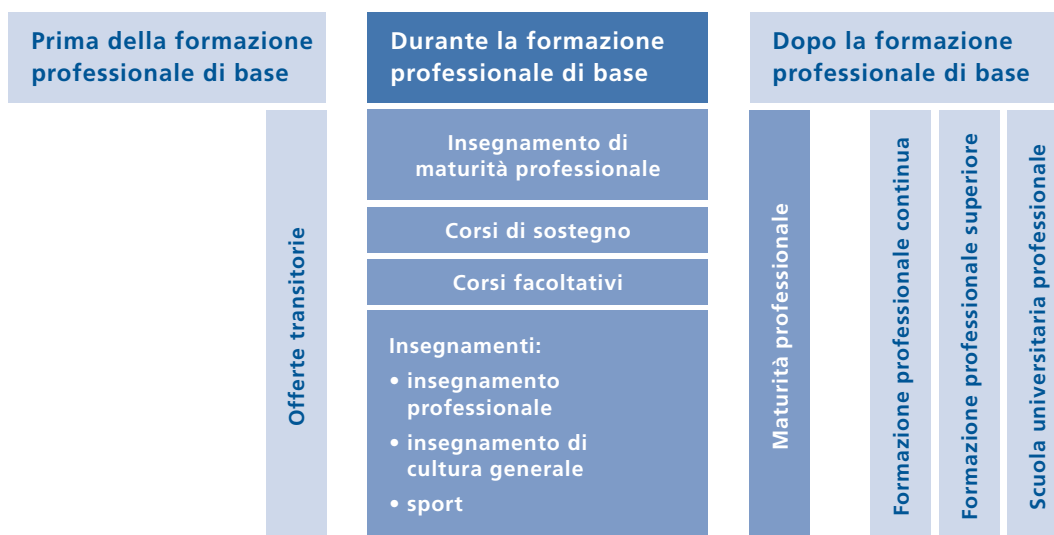 Prima della formazione
professionale di base
Durante la formazione
professionale di base
Dopo la formazione
professionale di base
Offerte transitorie
Insegnamento di
maturità professionale
Corsi di sostegno
Corsi facoltativi
Insegnamenti:
• insegnamento
professionale
• insegnamento di
cultura generale
• sport
Maturità professionale
Formazione professionale continua
Formazione professionale superiore
Scuola universitaria professionale